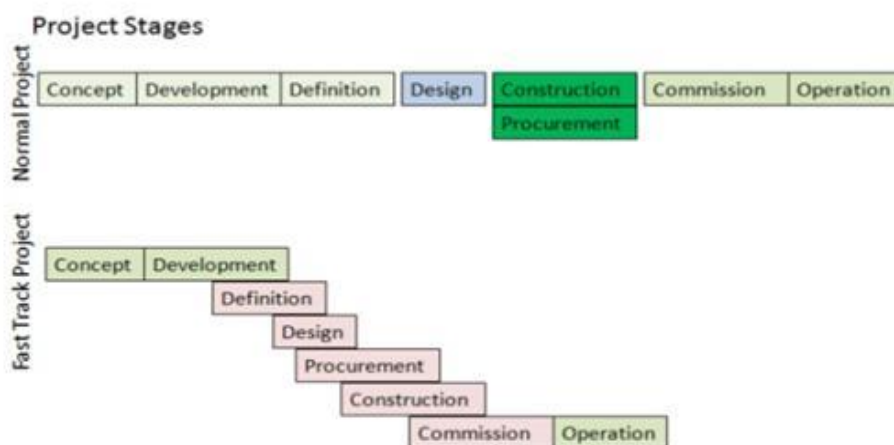 Project Stages
Normal Project
Concept Development Definition Design Construction Commission Operation
Procurement
Fast Track Project
Concept Development
Definition
Design
Procurement
Construction
Commission Operation